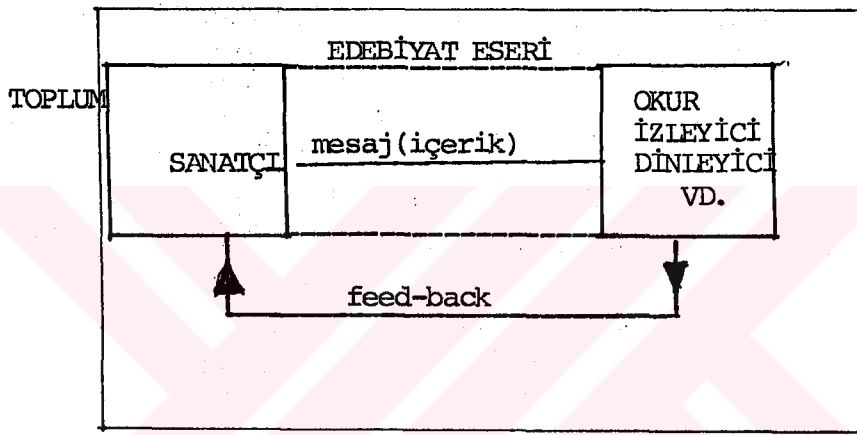 EDEBİYAT ESERİ
TOPLUM
SANATÇI
mesaj(içerik)
OKUR
İZLEYİCİ
DİNLEYİCİ
VD.
feed-back